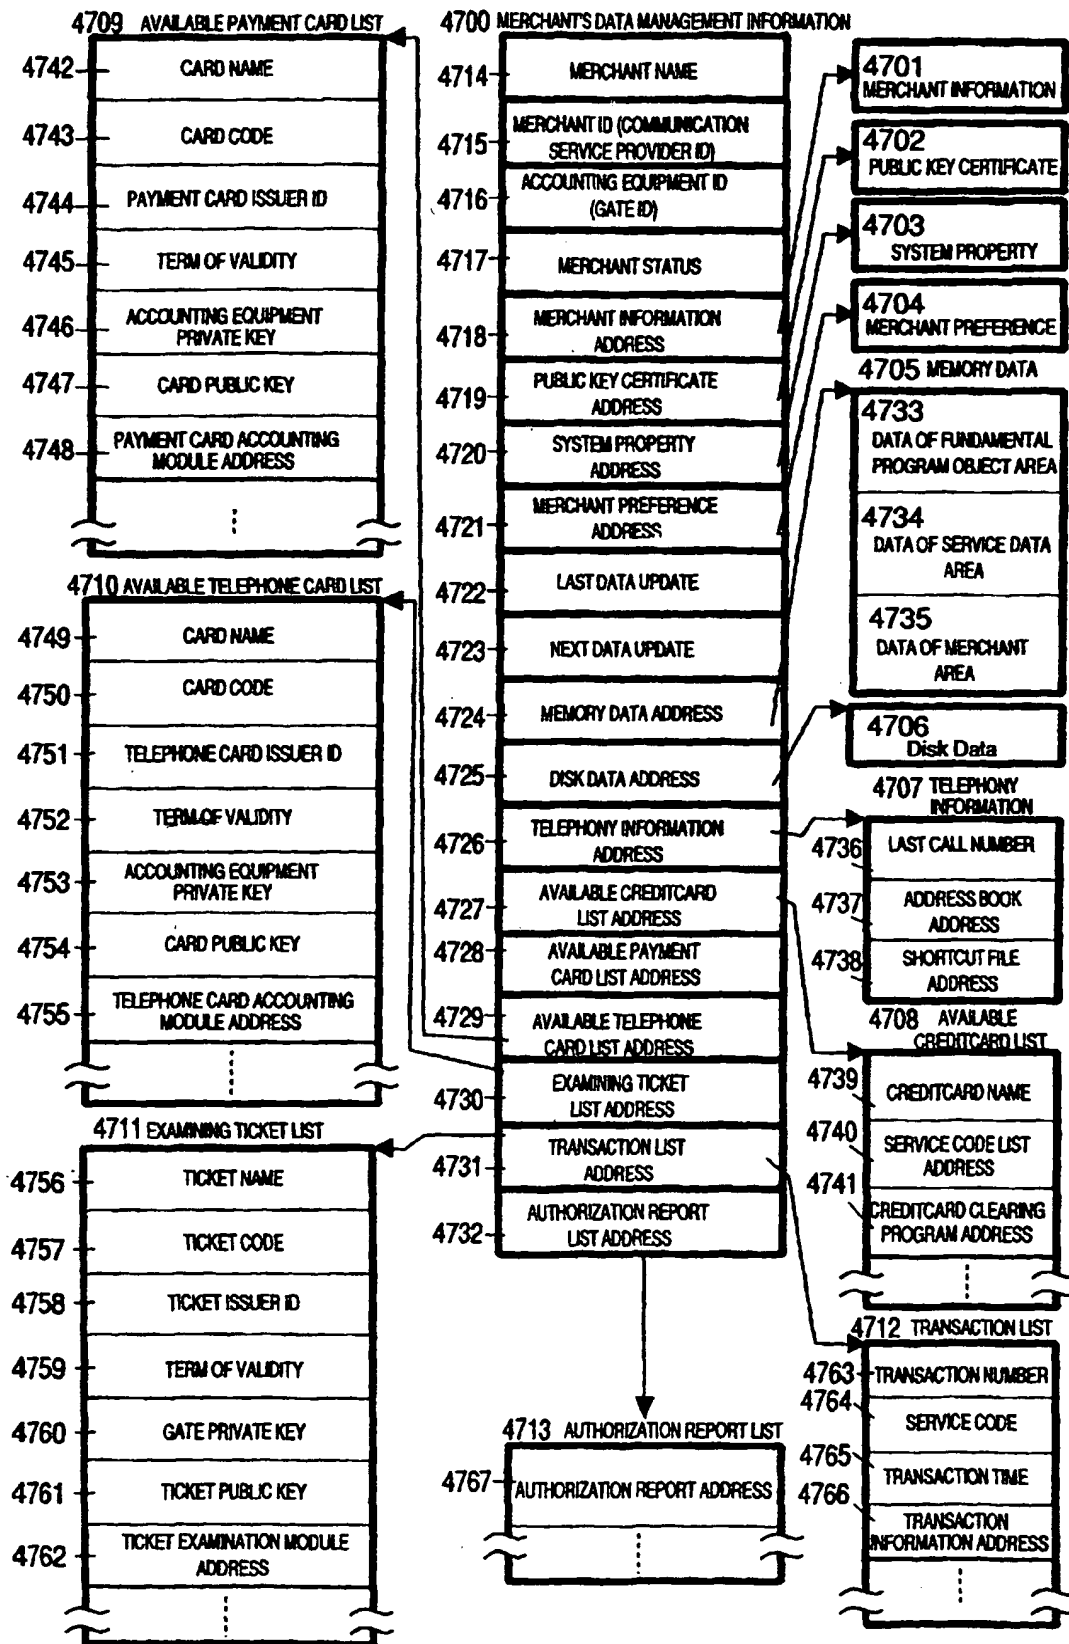 4709 AVAILABLE PAYMENT CARD LIST
4742 CARD NAME
4743 CARD CODE
4744 PAYMENT CARD ISSUER ID
4745 TERM OF VALIDITY
4746 ACCOUNTING EQUIPMENT
PRIVATE KEY
4747 CARD PUBLIC KEY
4748 PAYMENT CARD ACCOUNTING
MODULE ADDRESS
4710 AVAILABLE TELEPHONE CARD LIST
4749 CARD NAME
4750 CARD CODE
4751 TELEPHONE CARD ISSUER ID
4752 TERM OF VALIDITY
4753 ACCOUNTING EQUIPMENT
PRIVATE KEY
4754 CARD PUBLIC KEY
4755 TELEPHONE CARD ACCOUNTING
MODULE ADDRESS
4711 EXAMINING TICKET LIST
4756 TICKET NAME
4757 TICKET CODE
4758 TICKET ISSUER ID
4759 TERM OF VALIDITY
4760 GATE PRIVATE KEY
4761 TICKET PUBLIC KEY
4762 TICKET EXAMINATION MODULE
ADDRESS
4700 MERCHANT'S DATA MANAGEMENT INFORMATION
4714 MERCHANT NAME
4715 MERCHANT ID (COMMUNICATION
SERVICE PROVIDER ID)
4716 ACCOUNTING EQUIPMENT ID
(GATE ID)
4717 MERCHANT STATUS
4718 MERCHANT INFORMATION
ADDRESS
4719 PUBLIC KEY CERTIFICATE
ADDRESS
4720 SYSTEM PROPERTY
ADDRESS
4721 MERCHANT PREFERENCE
ADDRESS
4722 LAST DATA UPDATE
4723 NEXT DATA UPDATE
4724 MEMORY DATA ADDRESS
4725 DISK DATA ADDRESS
4726 TELEPHONY INFORMATION
ADDRESS
4727 AVAILABLE CREDITCARD
LIST ADDRESS
4728 AVAILABLE PAYMENT
CARD LIST ADDRESS
4729 AVAILABLE TELEPHONE
CARD LIST ADDRESS
4730 EXAMINING TICKET
LIST ADDRESS
4731 TRANSACTION LIST
ADDRESS
4732 AUTHORIZATION REPORT
LIST ADDRESS
4713 AUTHORIZATION REPORT LIST
4767 AUTHORIZATION REPORT ADDRESS
4701
MERCHANT INFORMATION
4702
PUBLIC KEY CERTIFICATE
4703
SYSTEM PROPERTY
4704
MERCHANT PREFERENCE
4705 MEMORY DATA
4733
DATA OF FUNDAMENTAL
PROGRAM OBJECT AREA
4734
DATA OF SERVICE DATA
AREA
4735
DATA OF MERCHANT
AREA
4706
Disk Data
4707 TELEPHONY
INFORMATION
4736 LAST CALL NUMBER
4737 ADDRESS BOOK
ADDRESS
4738 SHORTCUT FILE
ADDRESS
4708 AVAILABLE
CREDITCARD LIST
4739 CREDITCARD NAME
4740 SERVICE CODE LIST
ADDRESS
4741 CREDITCARD CLEARING
PROGRAM ADDRESS
4712 TRANSACTION LIST
4763 TRANSACTION NUMBER
4764 SERVICE CODE
4765 TRANSACTION TIME
4766 TRANSACTION
INFORMATION ADDRESS